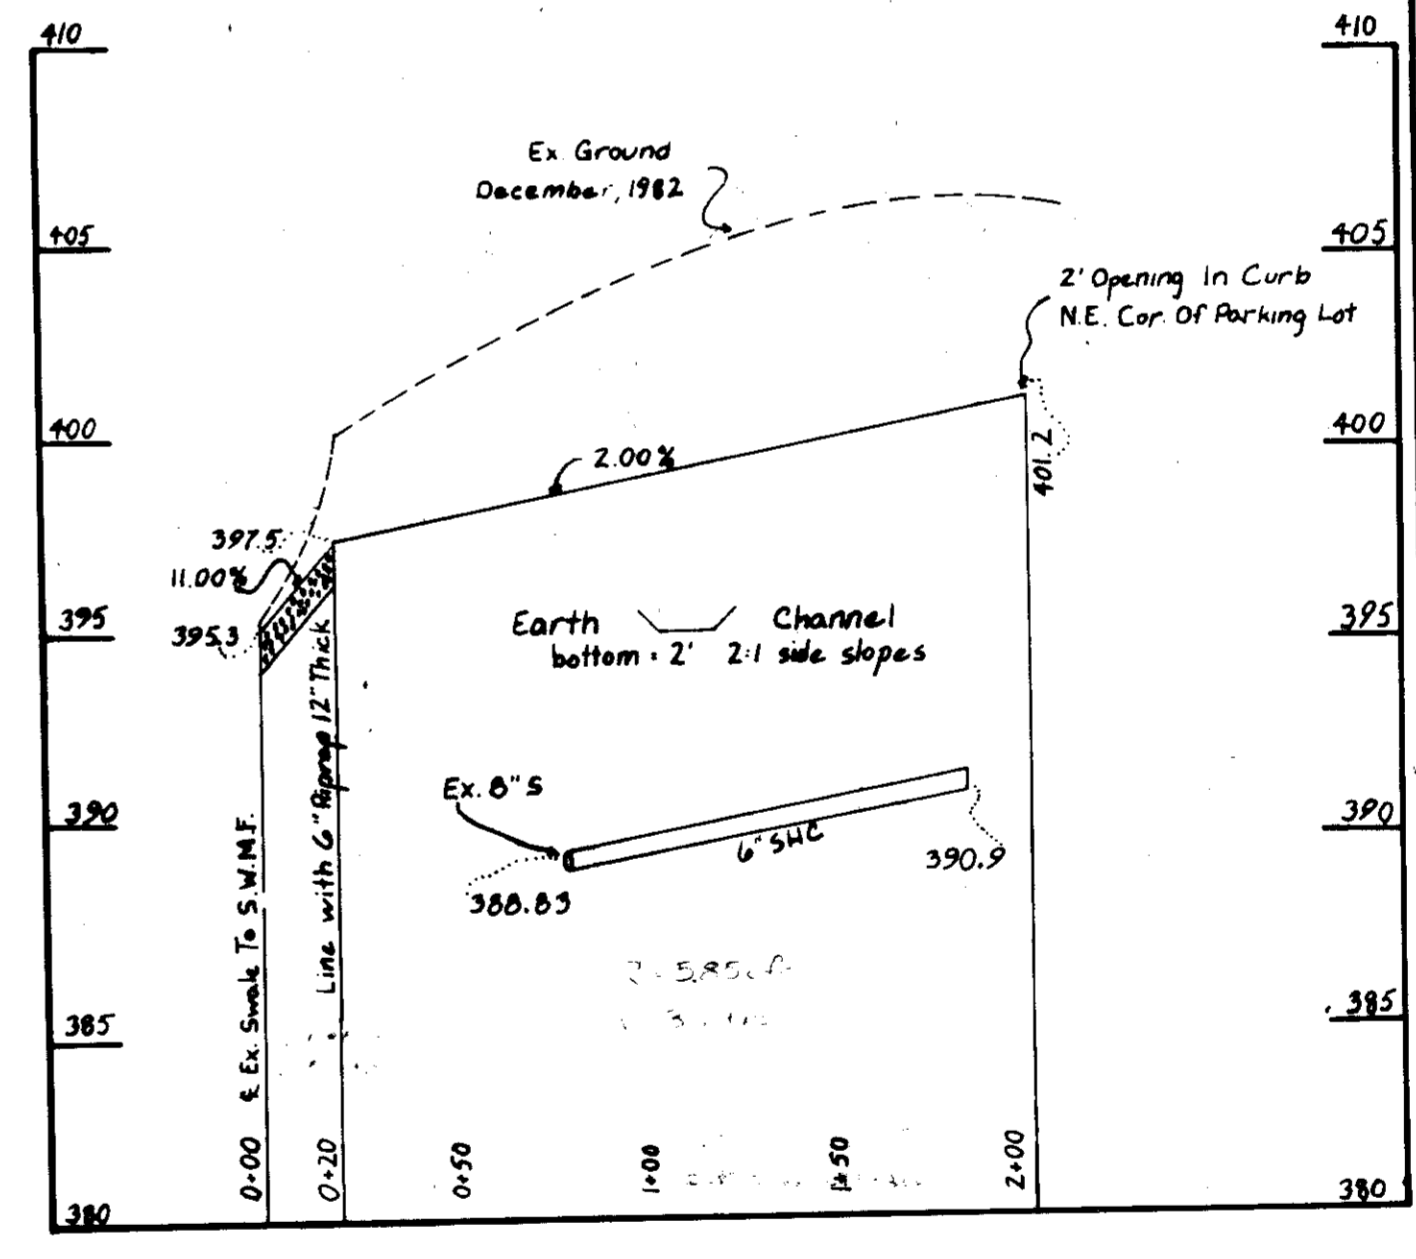 410
410
Ex. Ground
December, 1982
405
405
2' Opening In Curb
N.E. Cor. Of Parking Lot
400
400
2.00%
401.2
397.5
11.00%
395
395.3
395
Earth Channel
bottom = 2' 2:1 side slopes
Line with 6" Riprap 12" Thick
Ex. 8" S
390
390
6" SHC
390.9
388.83
℄ Ex. Swale To S.W.M.F.
385
385
0+00
0+20
0+50
1+00
1+50
2+00
380
380